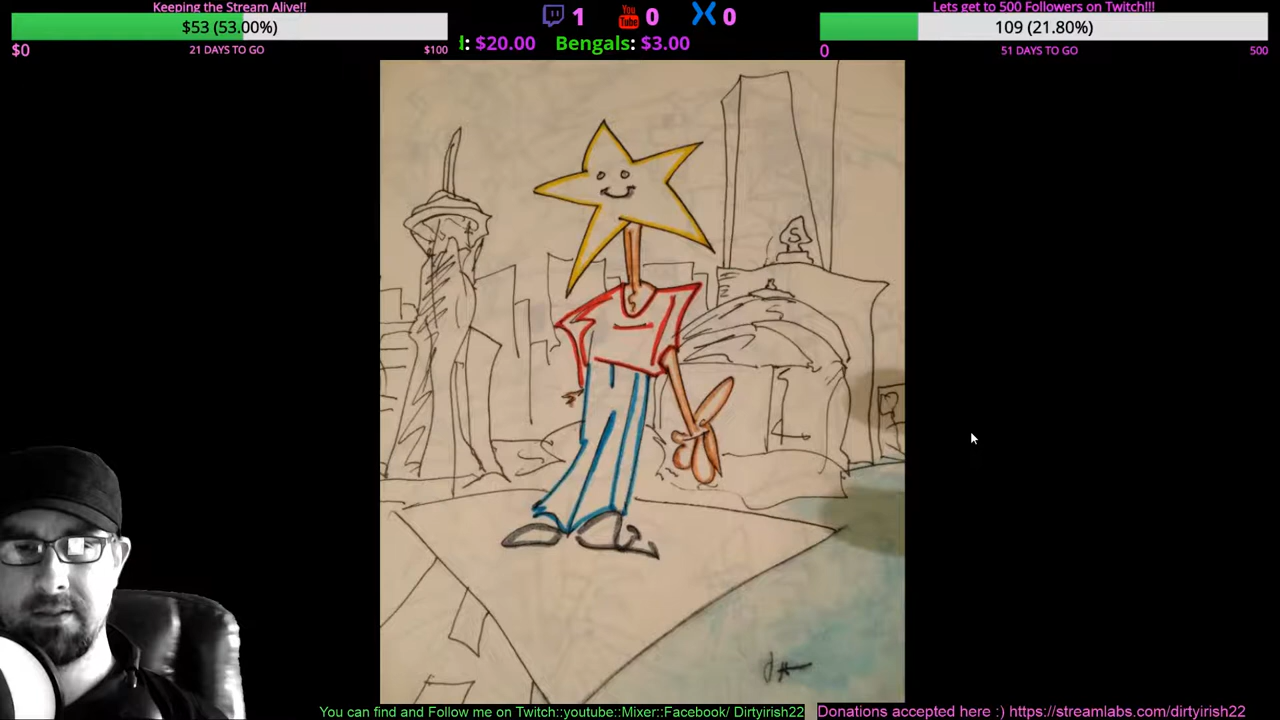 Keeping the Stream Alive!!
$53 (53.00%)
$0
21 DAYS TO GO
$100
1
You Tube 0
0
: $20.00 Bengals: $3.00
Lets get to 500 Followers on Twitch!!!
109 (21.80%)
0
51 DAYS TO GO
500
S
You can find and Follow me on Twitch::youtube::Mixer::Facebook/ Dirtyirish22
Donations accepted here :) https://streamlabs.com/dirtyirish22